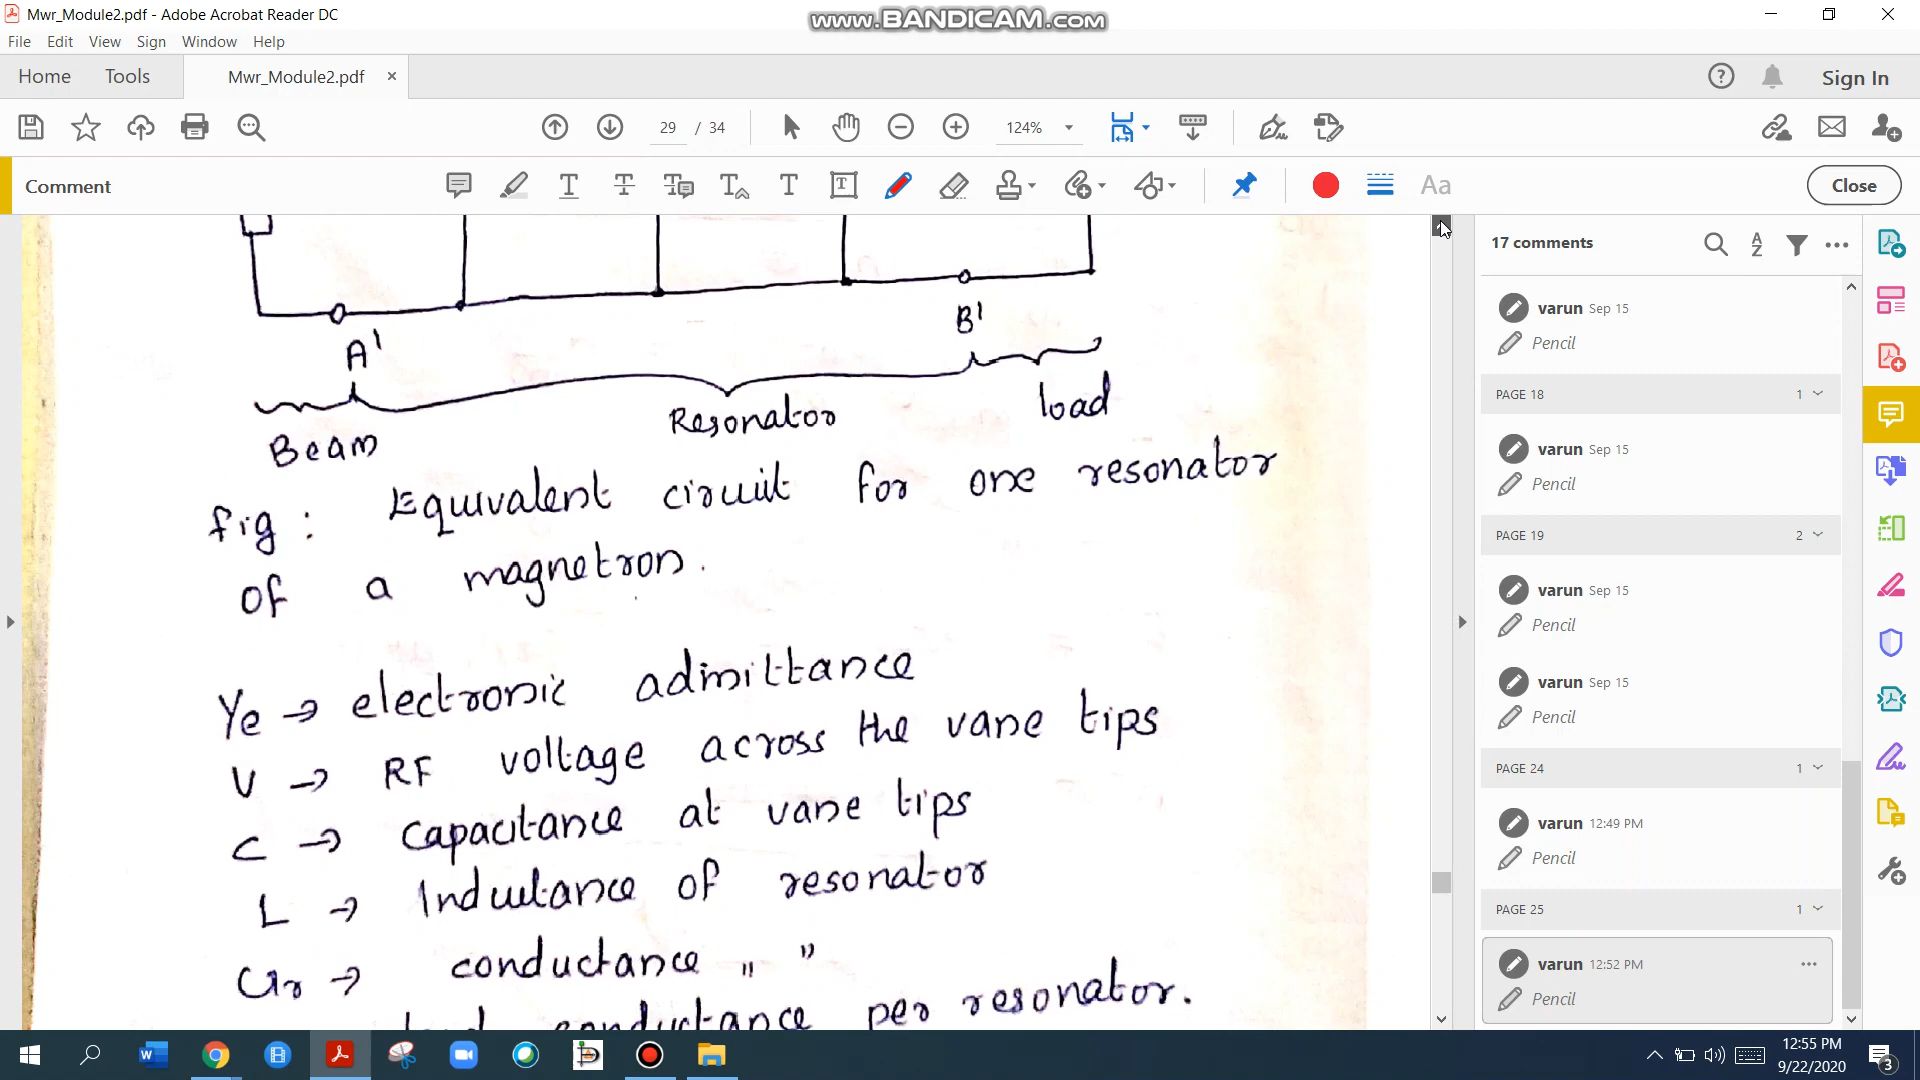 Mwr_Module2.pdf - Adobe Acrobat Reader DC
www.BANDICAM.com
File Edit View Sign Window Help
Home Tools Mwr_Module2.pdf × Sign In
29 / 34 124%
Comment Close
A'
B'
Beam Resonator load
fig : Equivalent circuit for one resonator
of a magnetron.
Ye → electronic admittance
V → RF voltage across the vane tips
C → Capacitance at vane tips
L → Inductance of resonator
Gr → conductance " "
load conductance per resonator.
17 comments
varun Sep 15
Pencil
PAGE 18 1
varun Sep 15
Pencil
PAGE 19 2
varun Sep 15
Pencil
varun Sep 15
Pencil
PAGE 24 1
varun 12:49 PM
Pencil
PAGE 25 1
varun 12:52 PM
Pencil
12:55 PM
9/22/2020
3